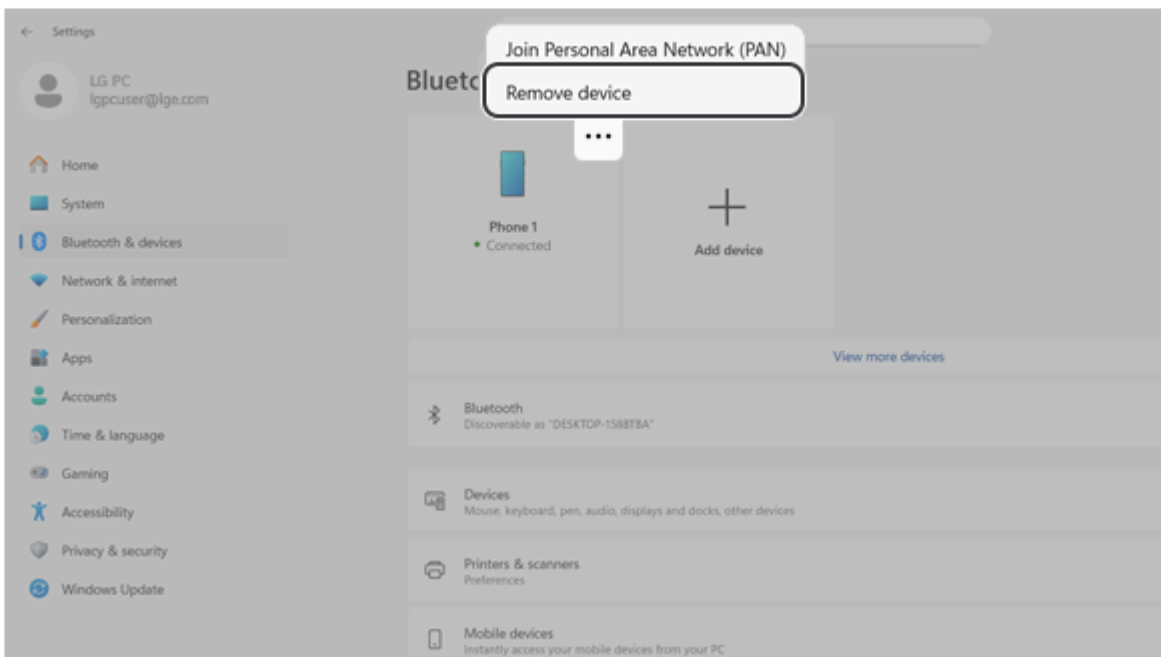 Settings
LG PC
lgpcuser@lge.com
Home
System
Bluetooth & devices
Network & internet
Personalization
Apps
Accounts
Time & language
Gaming
Accessibility
Privacy & security
Windows Update
Join Personal Area Network (PAN)
Remove device
Phone 1
Connected
Add device
View more devices
Bluetooth
Discoverable as "DESKTOP-1588TBA"
Devices
Mouse, keyboard, pen, audio, displays and docks, other devices
Printers & scanners
Preferences
Mobile devices
Instantly access your mobile devices from your PC